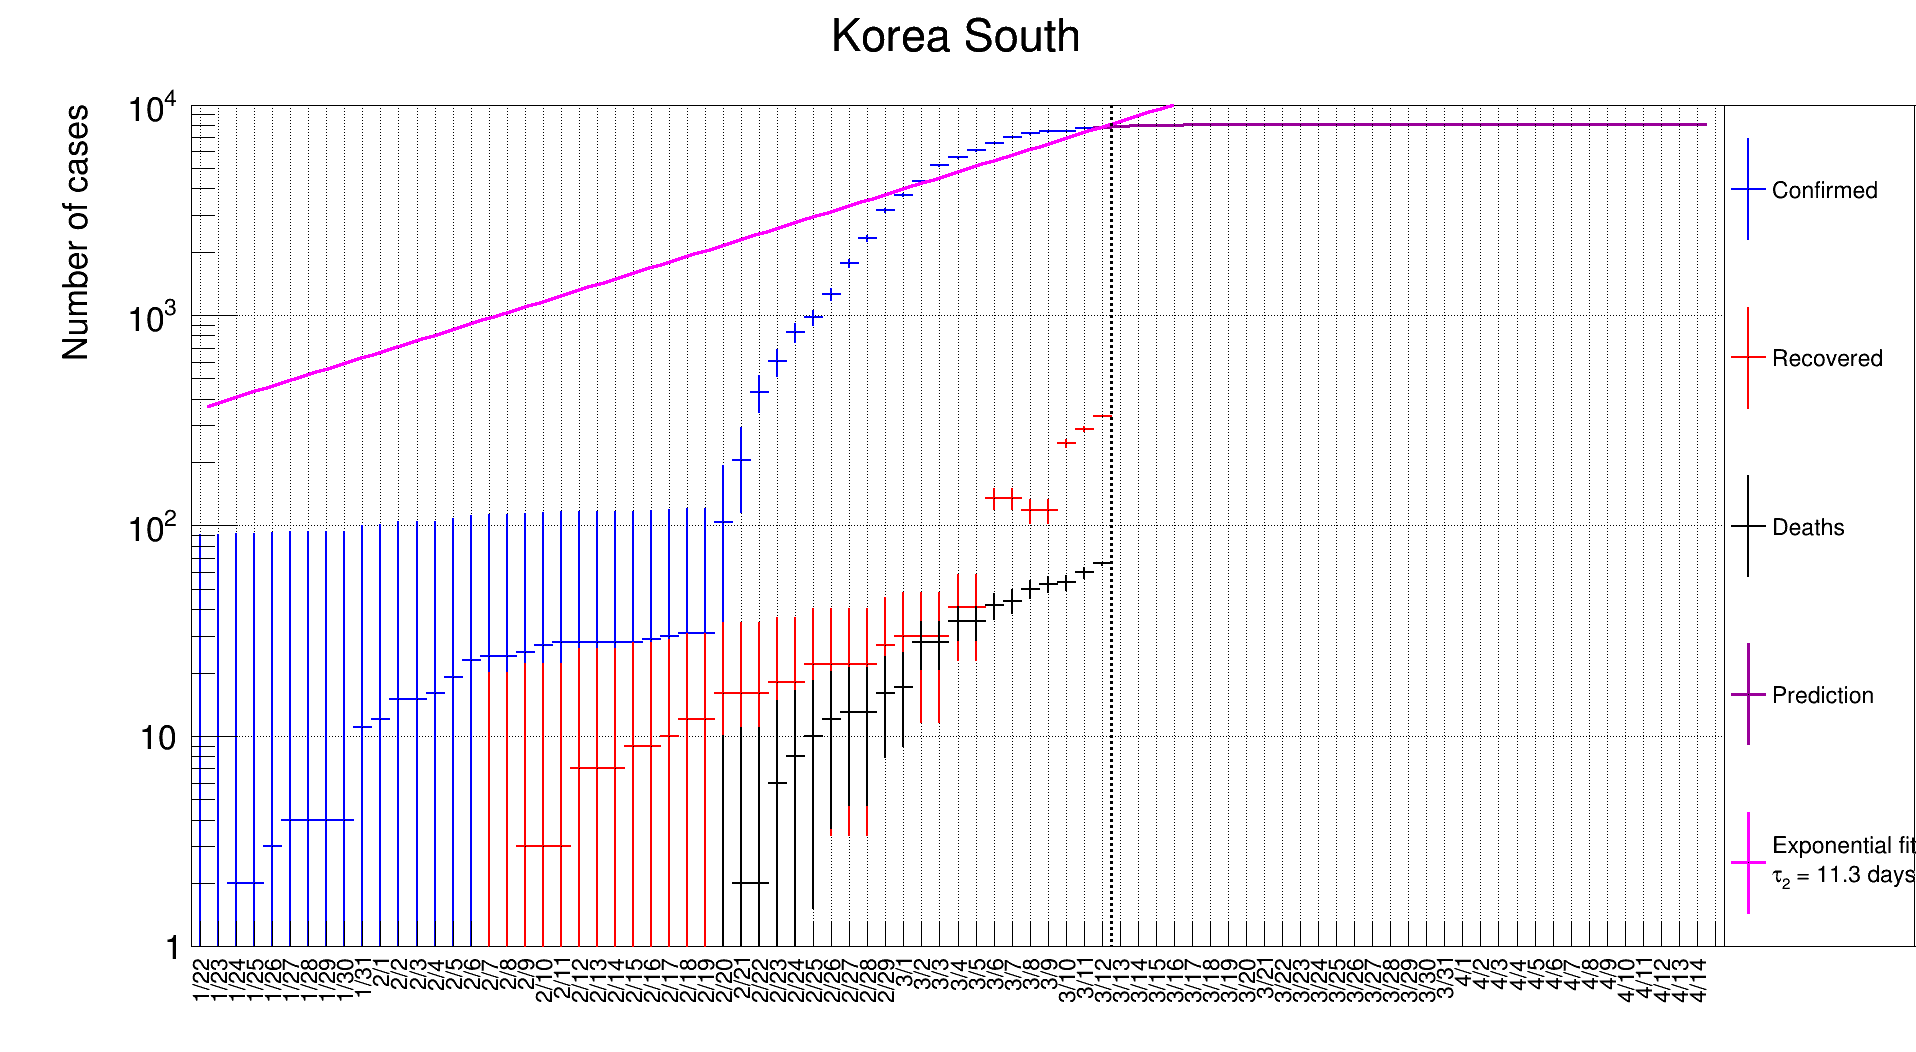 Korea South
Number of cases
10⁴
10³
10²
10
1
1/22 1/23 1/24 1/25 1/26 1/27 1/28 1/29 1/30 1/31 2/1 2/2 2/3 2/4 2/5 2/6 2/7 2/8 2/9 2/10 2/11 2/12 2/13 2/14 2/15 2/16 2/17 2/18 2/19 2/20 2/21 2/22 2/23 2/24 2/25 2/26 2/27 2/28 2/29 3/1 3/2 3/3 3/4 3/5 3/6 3/7 3/8 3/9 3/10 3/11 3/12 3/13 3/14 3/15 3/16 3/17 3/18 3/19 3/20 3/21 3/22 3/23 3/24 3/25 3/26 3/27 3/28 3/29 3/30 3/31 4/1 4/2 4/3 4/4 4/5 4/6 4/7 4/8 4/9 4/10 4/11 4/12 4/13 4/14
Confirmed
Recovered
Deaths
Prediction
Exponential fit
τ₂ = 11.3 days